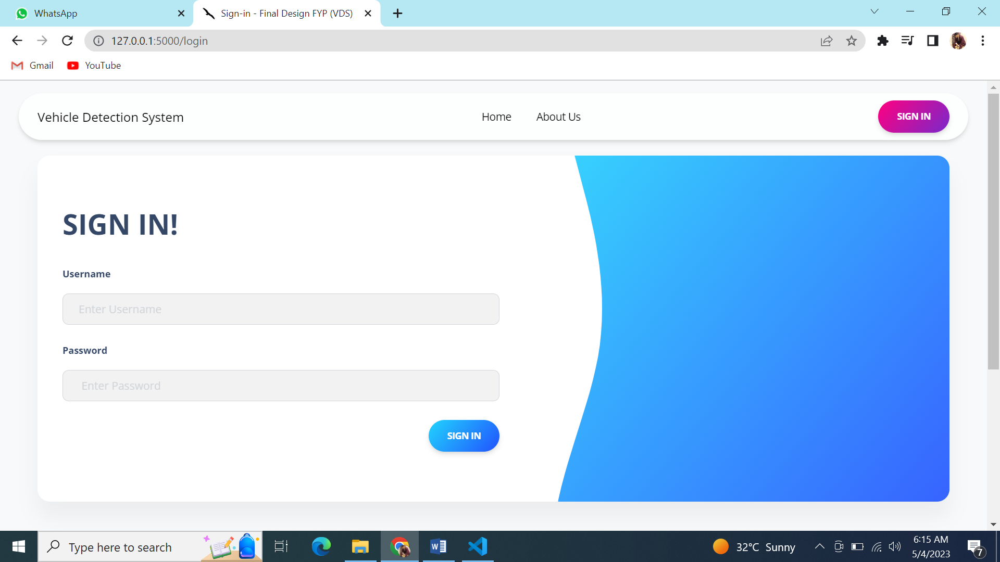 WhatsApp
Sign-in - Final Design FYP (VDS)
127.0.0.1:5000/login
Gmail
YouTube
Vehicle Detection System
Home
About Us
SIGN IN
SIGN IN!
Username
Enter Username
Password
Enter Password
SIGN IN
Type here to search
32°C Sunny
6:15 AM
5/4/2023
7